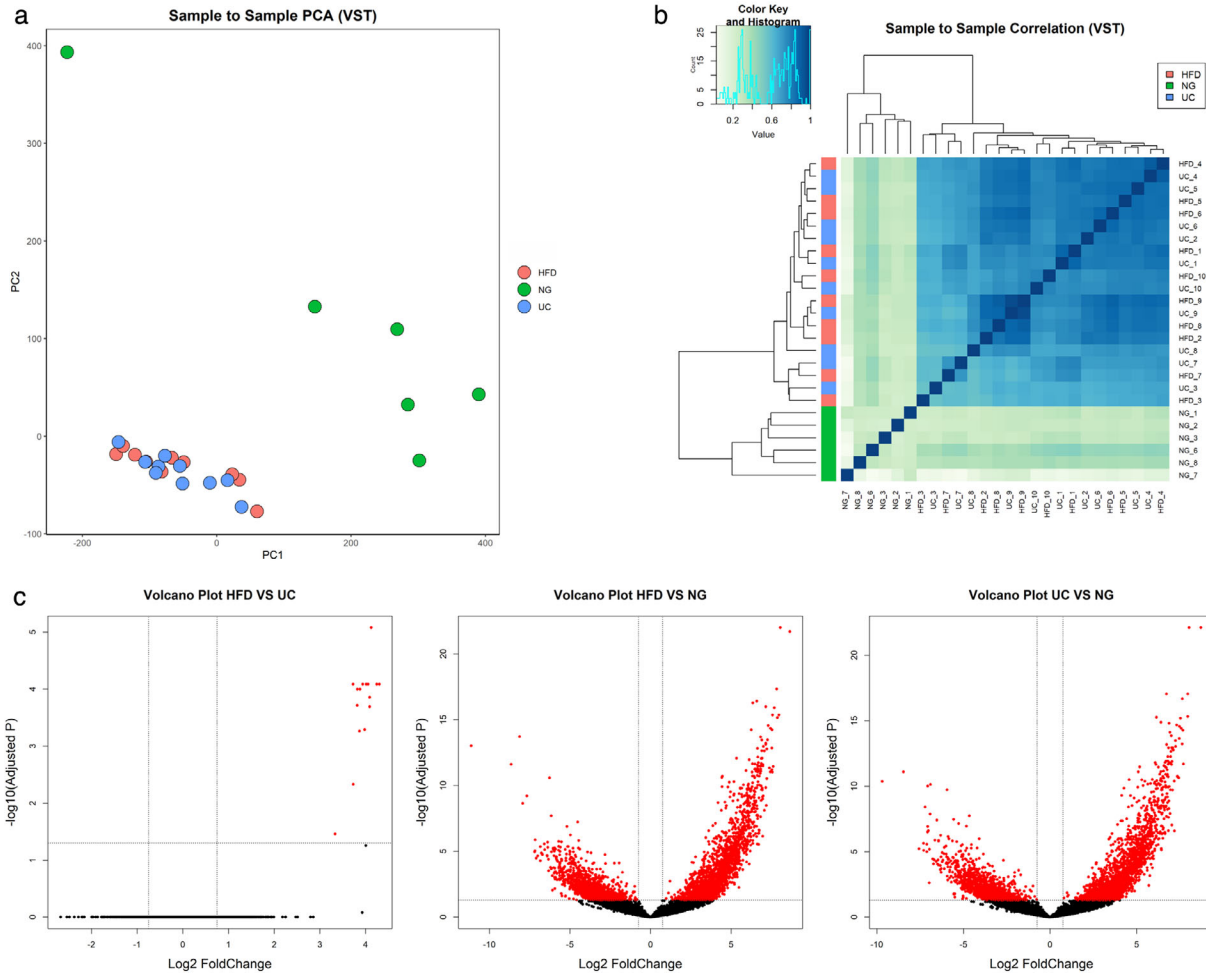 a
Sample to Sample PCA (VST)
400
300
200
100
0
-100
PC2
-200
0
200
400
PC1
HFD
NG
UC
b
Color Key
and Histogram
Count
0
5
10
15
20
25
0.2
0.6
1
Value
Sample to Sample Correlation (VST)
HFD
NG
UC
HFD_4
UC_4
UC_5
HFD_5
HFD_6
UC_6
UC_2
HFD_1
UC_1
HFD_10
UC_10
HFD_9
UC_9
HFD_8
HFD_2
UC_8
UC_7
HFD_7
UC_3
HFD_3
NG_1
NG_2
NG_3
NG_6
NG_8
NG_7
NG_7
NG_8
NG_6
NG_3
NG_2
NG_1
HFD_3
UC_3
HFD_7
UC_7
UC_8
HFD_2
HFD_8
UC_9
HFD_9
UC_10
HFD_10
UC_1
HFD_1
UC_2
UC_6
HFD_6
HFD_5
UC_5
UC_4
HFD_4
c
Volcano Plot HFD VS UC
-log10(Adjusted P)
0
1
2
3
4
5
-2
-1
0
1
2
3
4
Log2 FoldChange
Volcano Plot HFD VS NG
-log10(Adjusted P)
0
5
10
15
20
-10
-5
0
5
Log2 FoldChange
Volcano Plot UC VS NG
-log10(Adjusted P)
0
5
10
15
20
-10
-5
0
5
Log2 FoldChange